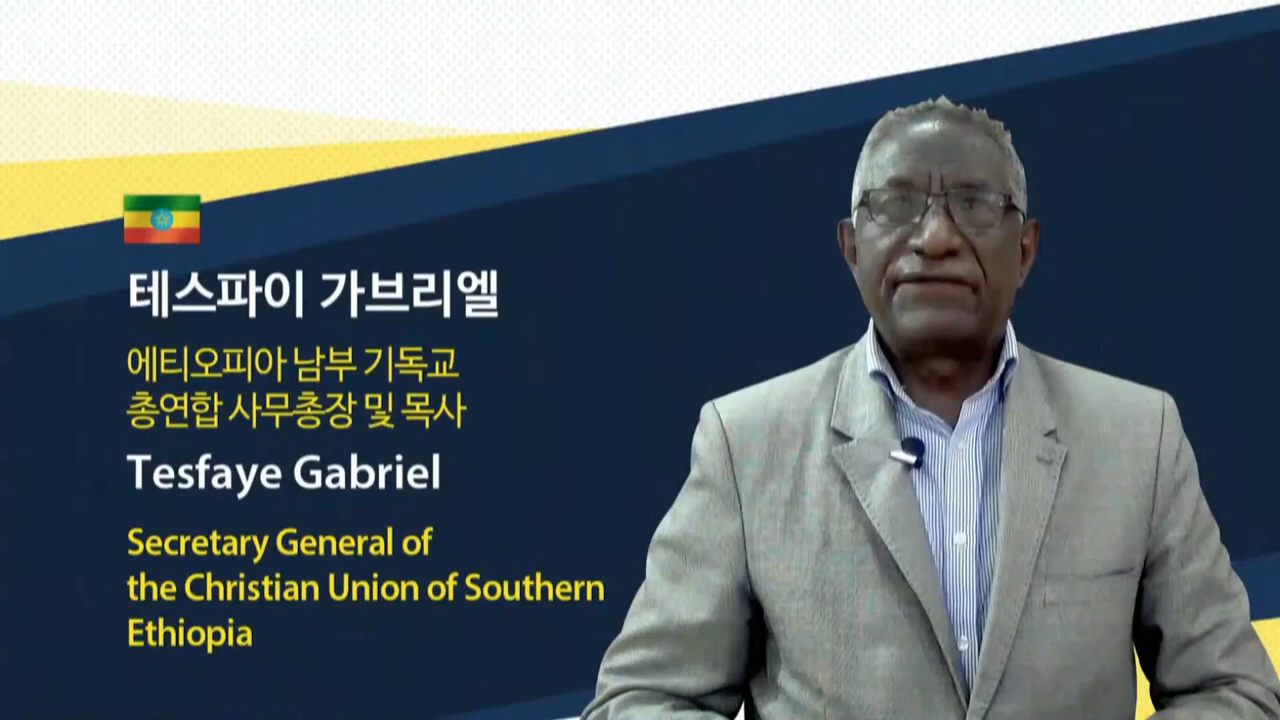 테스파이 가브리엘
에티오피아 남부 기독교
총연합 사무총장 및 목사
Tesfaye Gabriel
Secretary General of
the Christian Union of Southern
Ethiopia